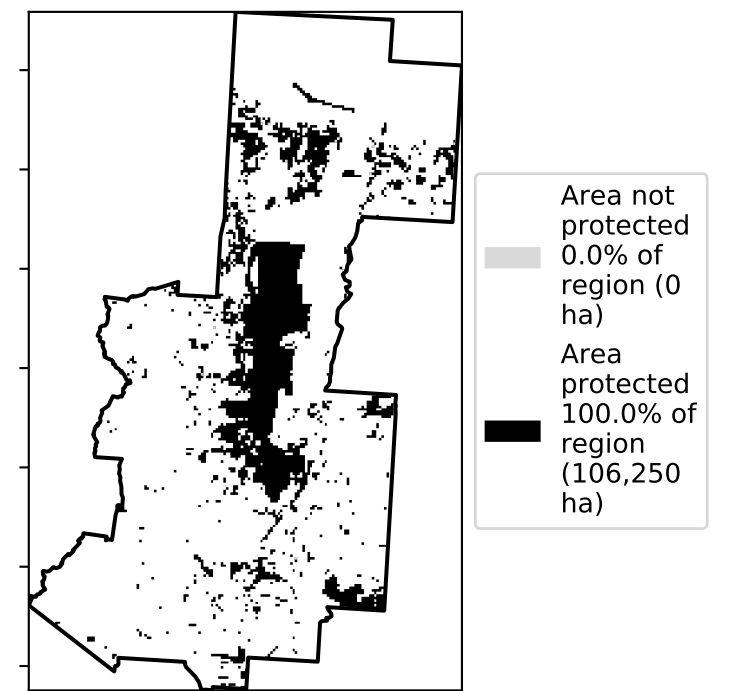 Area not
protected
0.0% of
region (0
ha)
Area
protected
100.0% of
region
(106,250
ha)